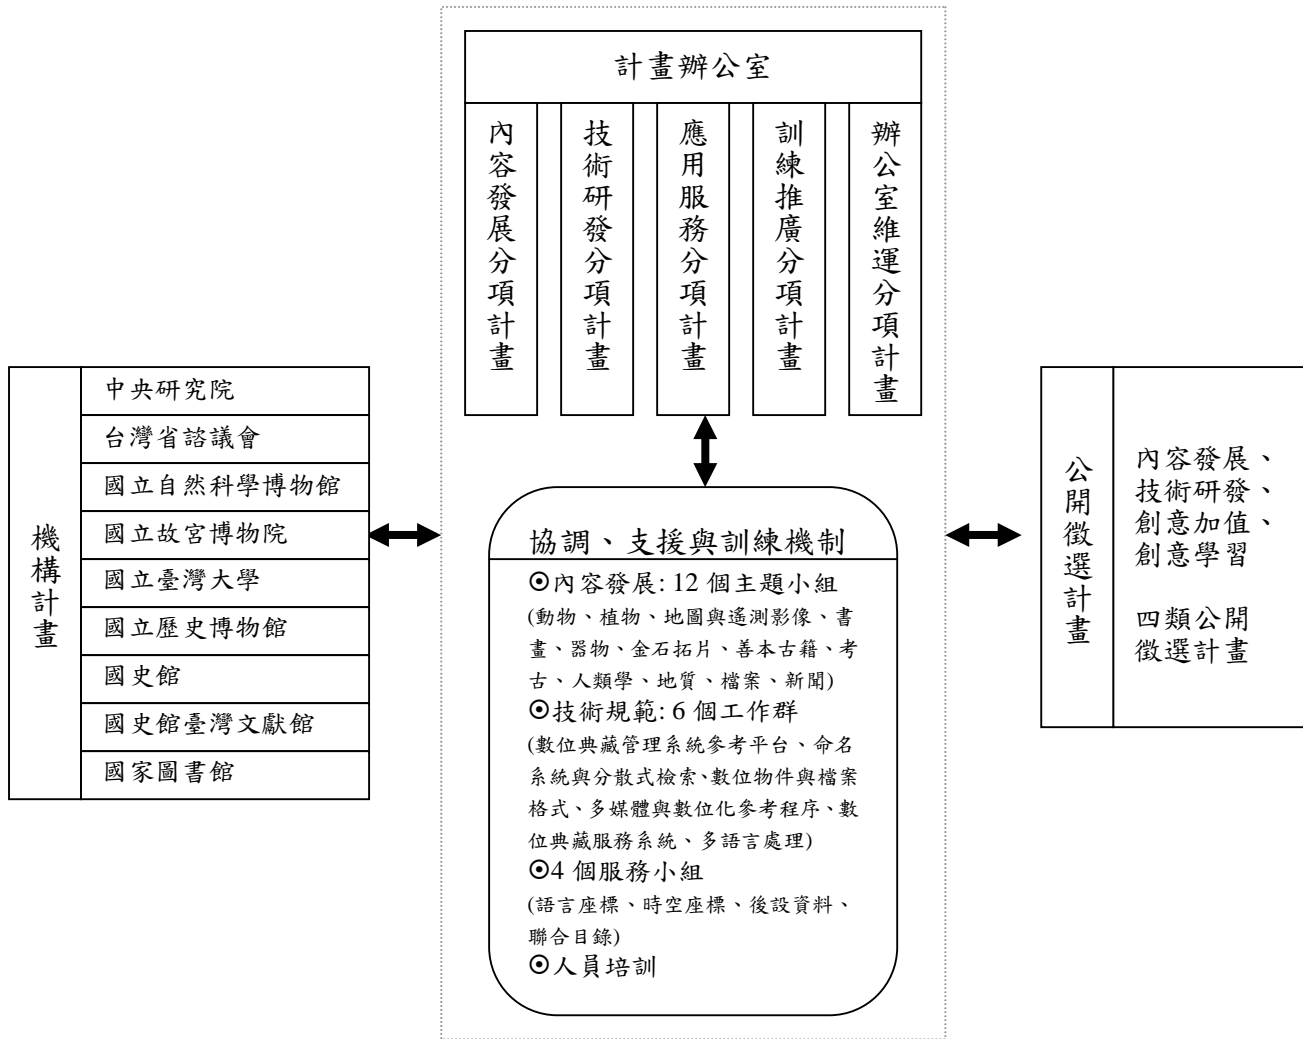 計畫辦公室
內容發展分項計畫
技術研發分項計畫
應用服務分項計畫
訓練推廣分項計畫
辦公室維運分項計畫
機構計畫
中央研究院
台灣省諮議會
國立自然科學博物館
國立故宮博物院
國立臺灣大學
國立歷史博物館
國史館
國史館臺灣文獻館
國家圖書館
協調、支援與訓練機制
⊙內容發展: 12 個主題小組
(動物、植物、地圖與遙測影像、書
畫、器物、金石拓片、善本古籍、考
古、人類學、地質、檔案、新聞)
⊙技術規範: 6 個工作群
(數位典藏管理系統參考平台、命名
系統與分散式檢索、數位物件與檔案
格式、多媒體與數位化參考程序、數
位典藏服務系統、多語言處理)
⊙4 個服務小組
(語言座標、時空座標、後設資料、
聯合目錄)
⊙人員培訓
公開徵選計畫
內容發展、
技術研發、
創意加值、
創意學習
四類公開
徵選計畫